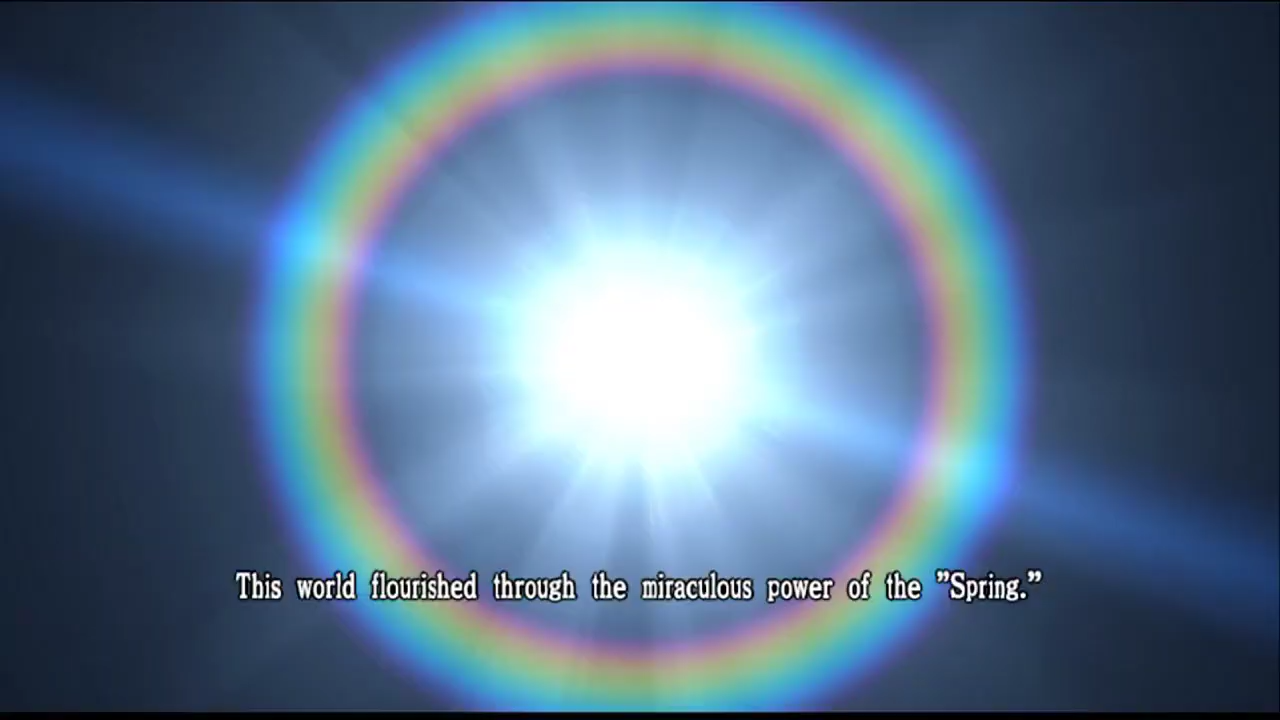 This world flourished through the miraculous power of the ”Spring.”